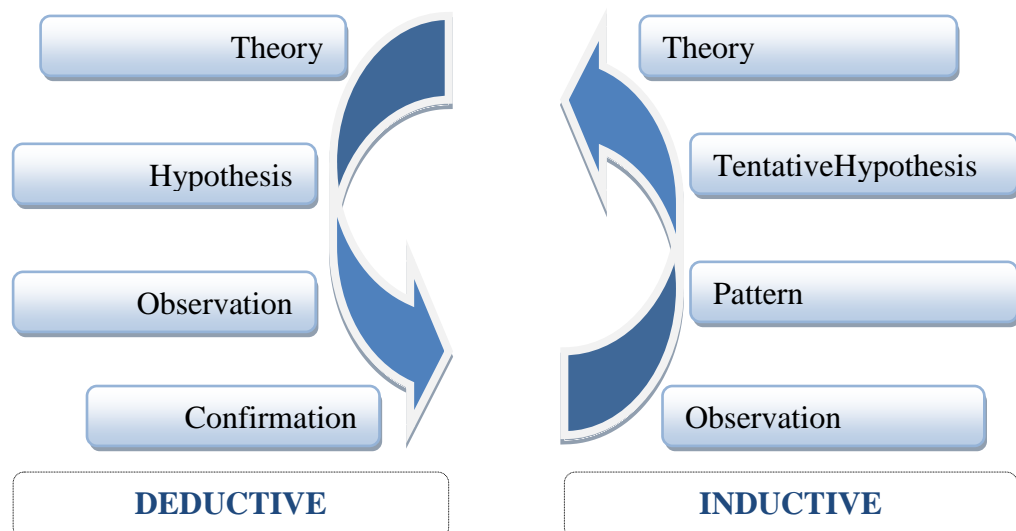 Theory
Hypothesis
Observation
Confirmation
DEDUCTIVE
Theory
TentativeHypothesis
Pattern
Observation
INDUCTIVE